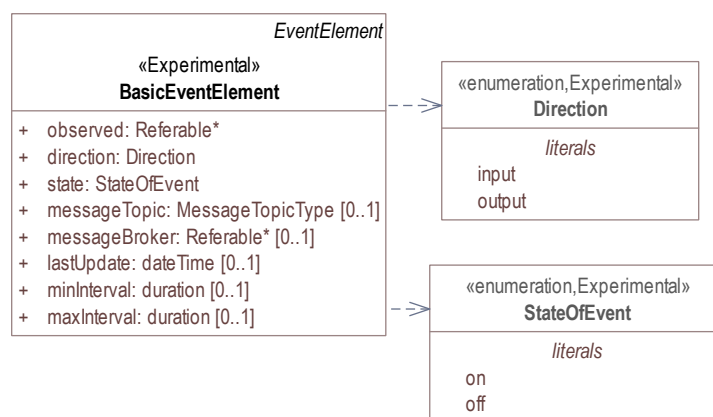 EventElement
«Experimental»
BasicEventElement
+ observed: Referable*
+ direction: Direction
+ state: StateOfEvent
+ messageTopic: MessageTopicType [0..1]
+ messageBroker: Referable* [0..1]
+ lastUpdate: dateTime [0..1]
+ minInterval: duration [0..1]
+ maxInterval: duration [0..1]
«enumeration,Experimental»
Direction
literals
input
output
«enumeration,Experimental»
StateOfEvent
literals
on
off